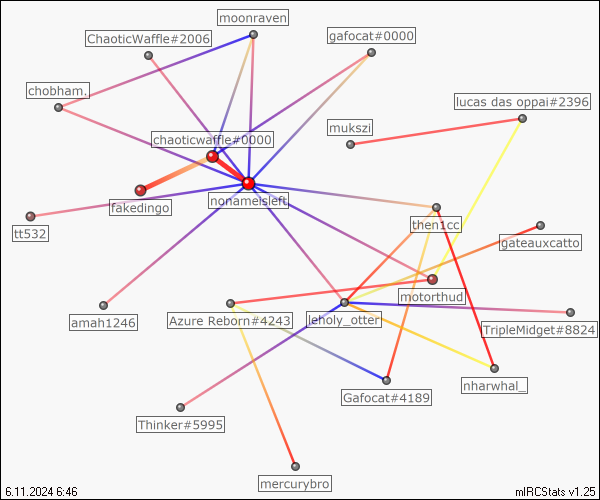 moonraven
ChaoticWaffle#2006
gafocat#0000
chobham.
lucas das oppai#2396
mukszi
chaoticwaffle#0000
fakedingo
nonameisleft
then1cc
tt532
gateauxcatto
motorthud
amah1246
Azure Reborn#4243
leholy_otter
TripleMidget#8824
nharwhal_
Gafocat#4189
Thinker#5995
mercurybro
6.11.2024 6:46
mIRCStats v1.25